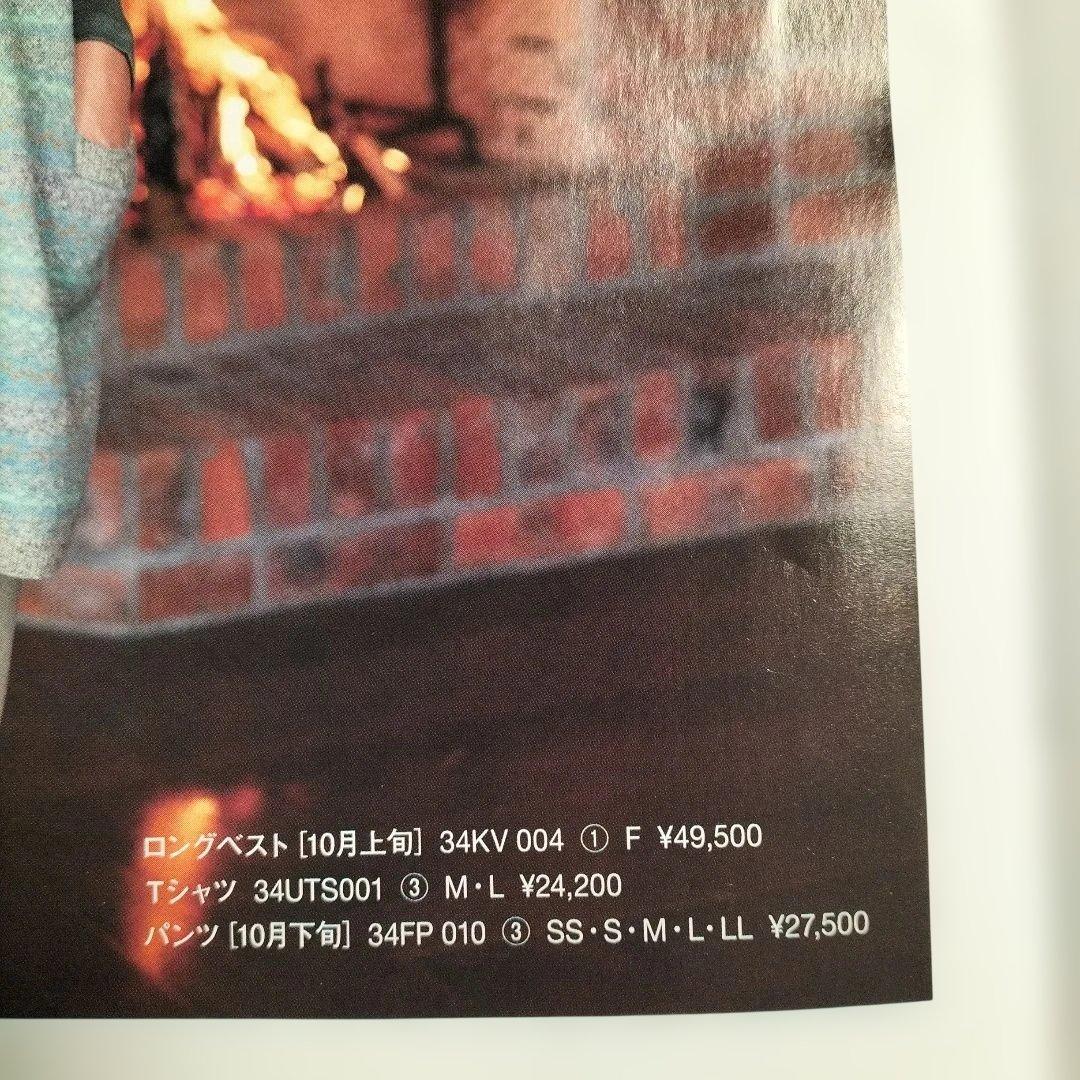 ロングベスト [10月上旬] 34KV 004 ① F ¥49,500
Tシャツ 34UTS001 ③ M・L ¥24,200
パンツ [10月下旬] 34FP 010 ③ SS・S・M・L・LL ¥27,500